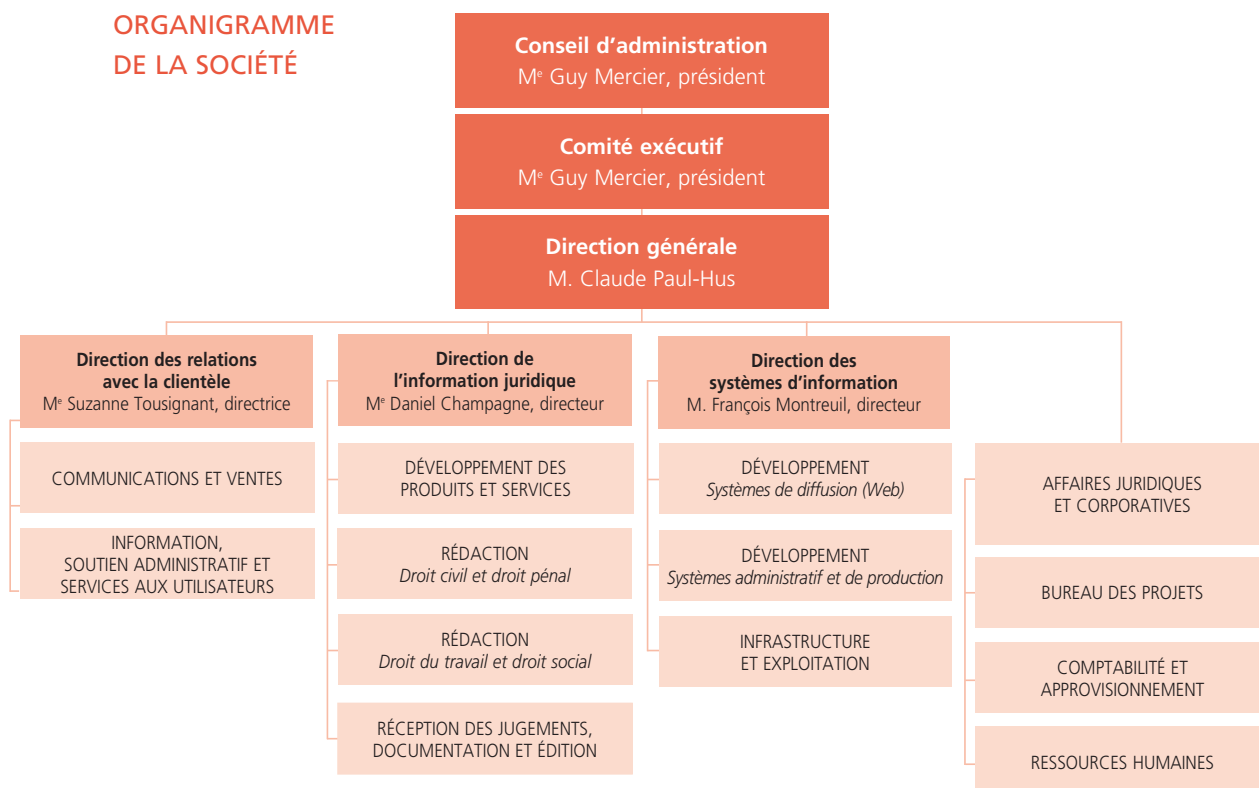 ORGANIGRAMME
DE LA SOCIÉTÉ
Conseil d'administration
Me Guy Mercier, président
Comité exécutif
Me Guy Mercier, président
Direction générale
M. Claude Paul-Hus
Direction des relations
avec la clientèle
Me Suzanne Tousignant, directrice
COMMUNICATIONS ET VENTES
INFORMATION,
SOUTIEN ADMINISTRATIF ET
SERVICES AUX UTILISATEURS
Direction de
l'information juridique
Me Daniel Champagne, directeur
DÉVELOPPEMENT DES
PRODUITS ET SERVICES
RÉDACTION
Droit civil et droit pénal
RÉDACTION
Droit du travail et droit social
RÉCEPTION DES JUGEMENTS,
DOCUMENTATION ET ÉDITION
Direction des
systèmes d'information
M. François Montreuil, directeur
DÉVELOPPEMENT
Systèmes de diffusion (Web)
DÉVELOPPEMENT
Systèmes administratif et de production
INFRASTRUCTURE
ET EXPLOITATION
AFFAIRES JURIDIQUES
ET CORPORATIVES
BUREAU DES PROJETS
COMPTABILITÉ ET
APPROVISIONNEMENT
RESSOURCES HUMAINES